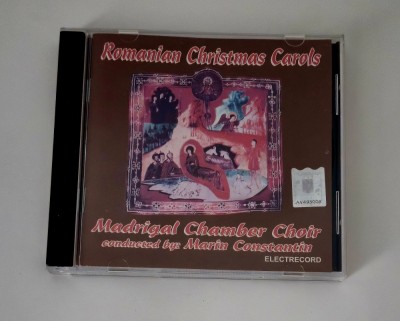 Romanian Christmas Carols
Madrigal Chamber Choir
conducted by: Marin Constantin
ELECTRECORD